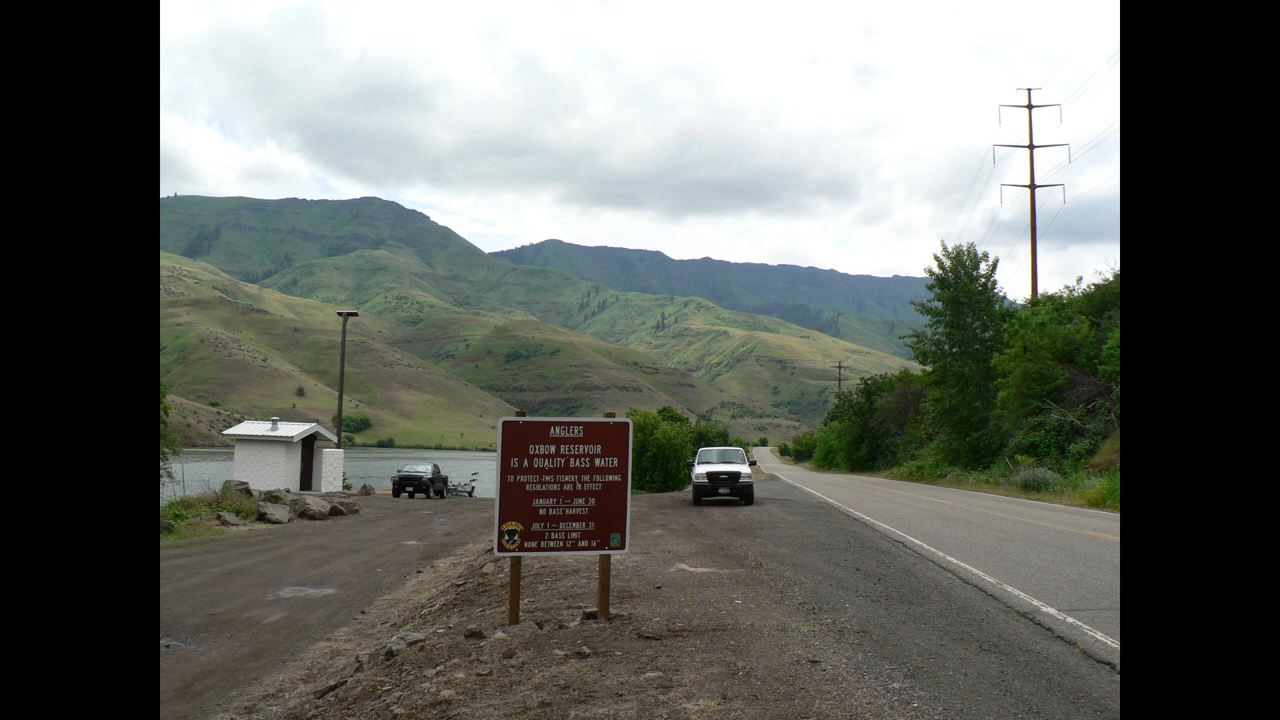 ANGLERS
OXBOW RESERVOIR
IS A QUALITY BASS WATER
TO PROTECT THIS FISHERY THE FOLLOWING
REGULATIONS ARE IN EFFECT
JANUARY 1 - JUNE 30
NO BASS HARVEST
JULY 1 - DECEMBER 31
2 BASS LIMIT
NONE BETWEEN 12" AND 16"